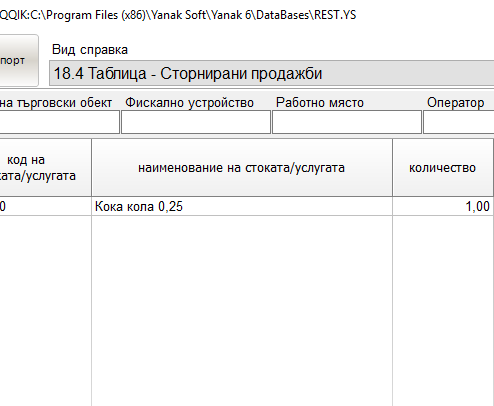 QQIK:C:\Program Files (x86)\Yanak Soft\Yanak 6\DataBases\REST.YS
порт
Вид справка
18.4 Таблица - Сторнирани продажби
на търговски обект Фискално устройство Работно място Оператор
код на
ката/услугата
наименование на стоката/услугата
количество
0 Кока кола 0,25 1,00